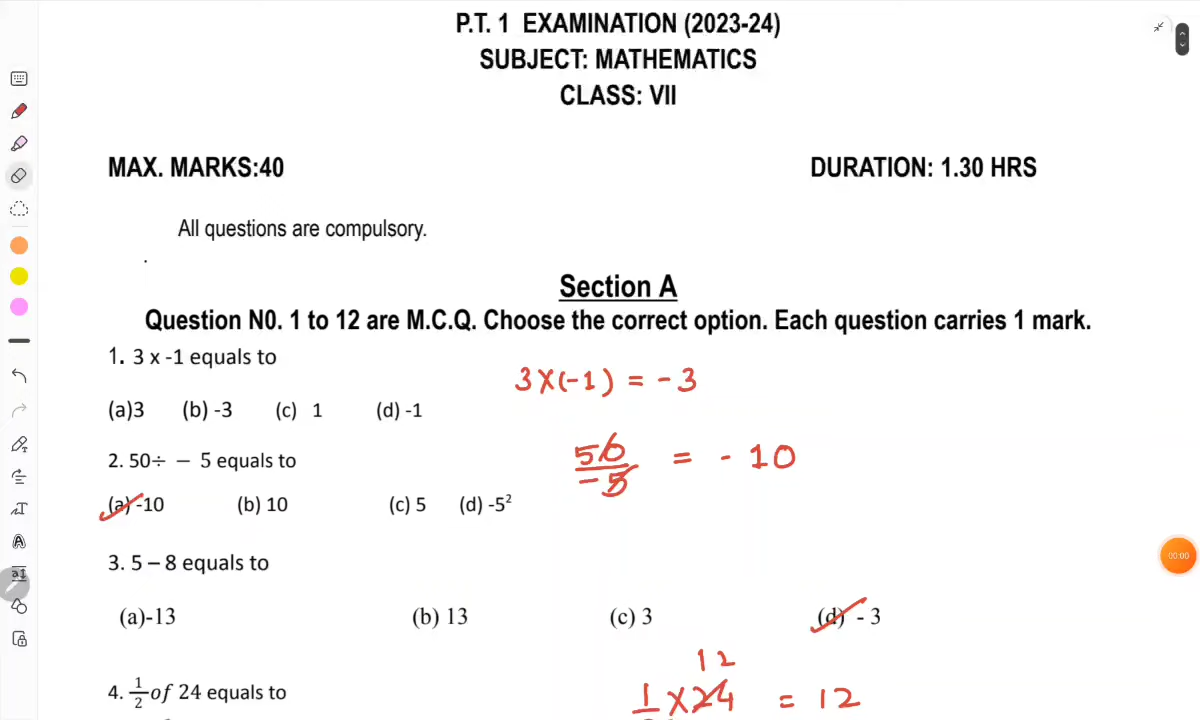 P.T. 1 EXAMINATION (2023-24)
SUBJECT: MATHEMATICS
CLASS: VII
MAX. MARKS:40 DURATION: 1.30 HRS
All questions are compulsory.
.
Section A
Question N0. 1 to 12 are M.C.Q. Choose the correct option. Each question carries 1 mark.
1. 3 x -1 equals to
3 X (-1) = -3
(a)3 (b) -3 (c) 1 (d) -1
2. 50÷ − 5 equals to
50/-5 = -10
(a) -10 (b) 10 (c) 5 (d) -5²
3. 5 – 8 equals to
(a)-13 (b) 13 (c) 3 (d) - 3
12
4. 1/2 of 24 equals to
1 X 24 = 12
00:00